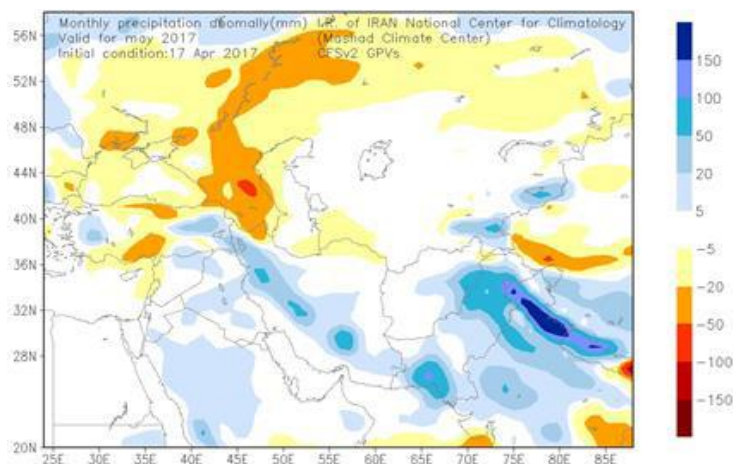 Monthly precipitation anomally(mm) I.R. of IRAN National Center for Climatology
Valid for may 2017 (Mashad Climate Center)
Initial condition:17 Apr 2017 CFSv2 GPVs
56N
52N
48N
44N
40N
36N
32N
28N
24N
20N
25E 30E 35E 40E 45E 50E 55E 60E 65E 70E 75E 80E 85E
150
100
50
20
5
-5
-20
-50
-100
-150